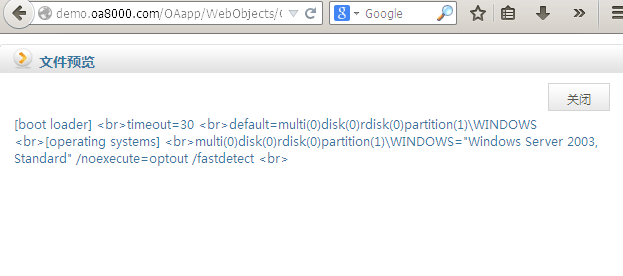 demo.oa8000.com/OAapp/WebObjects/
Google
文件预览
关闭
[boot loader] <br>timeout=30 <br>default=multi(0)disk(0)rdisk(0)partition(1)\WINDOWS
<br>[operating systems] <br>multi(0)disk(0)rdisk(0)partition(1)\WINDOWS="Windows Server 2003,
Standard" /noexecute=optout /fastdetect <br>